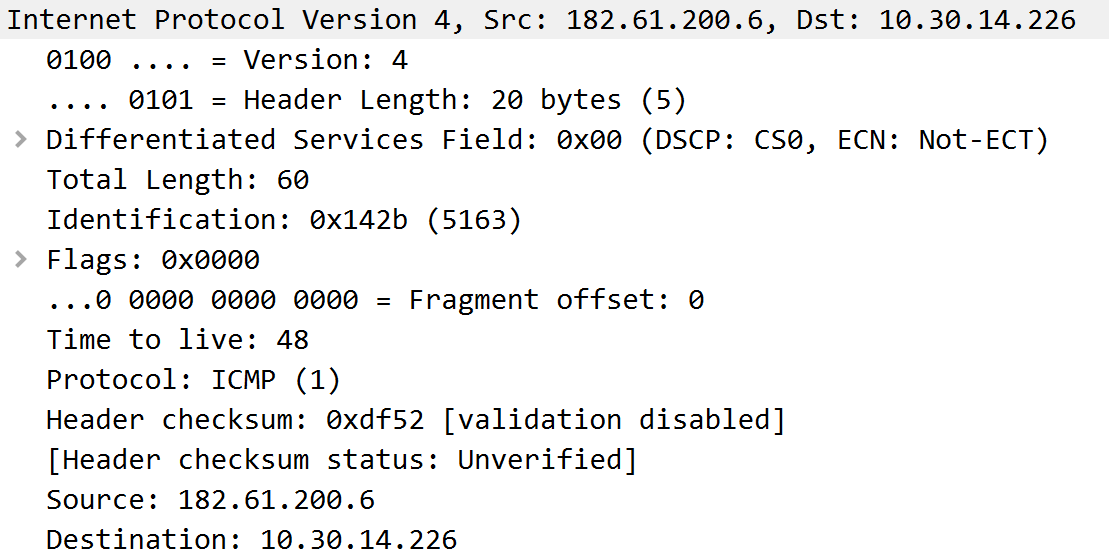 Internet Protocol Version 4, Src: 182.61.200.6, Dst: 10.30.14.226
0100 .... = Version: 4
.... 0101 = Header Length: 20 bytes (5)
Differentiated Services Field: 0x00 (DSCP: CS0, ECN: Not-ECT)
Total Length: 60
Identification: 0x142b (5163)
Flags: 0x0000
...0 0000 0000 0000 = Fragment offset: 0
Time to live: 48
Protocol: ICMP (1)
Header checksum: 0xdf52 [validation disabled]
[Header checksum status: Unverified]
Source: 182.61.200.6
Destination: 10.30.14.226